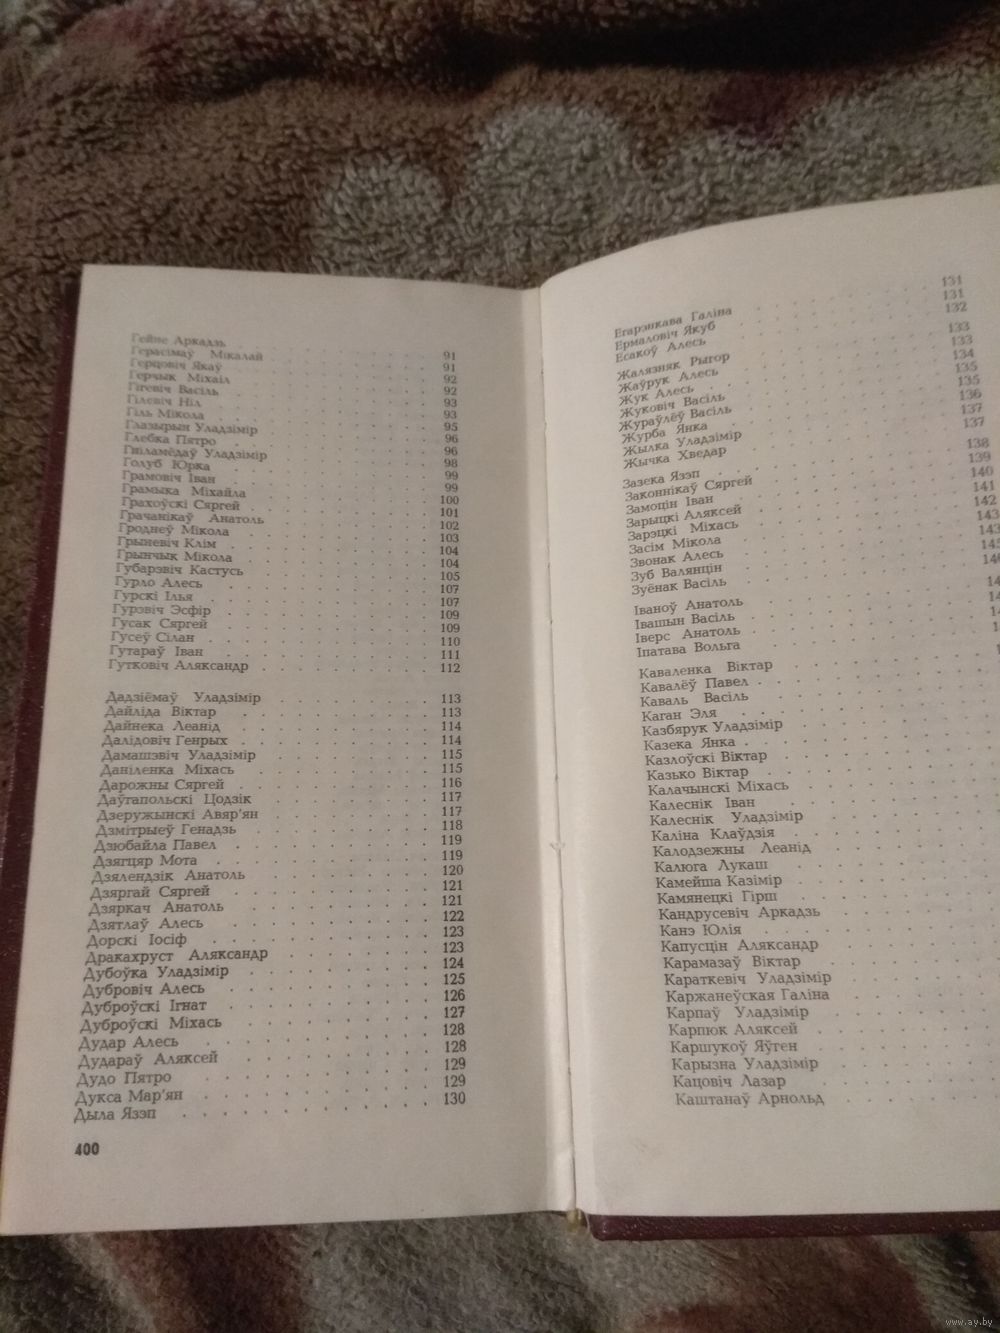 Гейне Аркадзь
Герасімаў Мікалай 91
Герцовіч Якаў 91
Герчык Міхаіл 92
Гігевіч Васіль 92
Гілевіч Ніл 93
Гіль Мікола 93
Глазырын Уладзімір 95
Глебка Пятро 96
Гніламёдаў Уладзімір 96
Голуб Юрка 98
Грамовіч Іван 99
Грамыка Міхайла 99
Грахоўскі Сяргей 100
Грачанікаў Анатоль 101
Гроднеў Мікола 102
Грыневіч Клім 103
Грынчык Мікола 104
Губарэвіч Кастусь 104
Гурло Алесь 105
Гурскі Ілья 107
Гурэвіч Эсфір 107
Гусак Сяргей 109
Гусеў Сілан 109
Гутараў Іван 110
Гутковіч Аляксандр 111
112
Дадзіёмаў Уладзімір 113
Дайліда Віктар 113
Дайнека Леанід 114
Далідовіч Генрых 114
Дамашэвіч Уладзімір 115
Даніленка Міхась 115
Дарожны Сяргей 116
Даўгапольскі Цодзік 117
Дзеружынскі Авяр'ян 117
Дзмітрыеў Генадзь 118
Дзюбайла Павел 119
Дзягцяр Мота 119
Дзялендзік Анатоль 120
Дзяргай Сяргей 121
Дзяркач Анатоль 121
Дзятлаў Алесь 122
Дорскі Іосіф 123
Дракахруст Аляксандр 123
Дубоўка Уладзімір 124
Дубровіч Алесь 125
Дуброўскі Ігнат 126
Дуброўскі Міхась 127
Дудар Алесь 128
Дудараў Аляксей 128
Дудо Пятро 129
Дукса Мар'ян 129
Дыла Язэп 130
400
Егарэнкава Галіна 131
Ермаловіч Якуб 131
Есакоў Алесь 132
Жалязняк Рыгор 133
Жаўрук Алесь 133
Жук Алесь 134
Жуковіч Васіль 135
Жураўлёў Васіль 135
Журба Янка 136
Жылка Уладзімір 137
Жычка Хведар 137
Зазека Язэп 138
Законнікаў Сяргей 139
Замоцін Іван 140
Зарыцкі Аляксей 141
Зарэцкі Міхась 142
Засім Мікола 143
Звонак Алесь 143
Зуб Валянцін
Зуёнак Васіль
Іваноў Анатоль
Івашын Васіль
Іверс Анатоль
Іпатава Вольга
Каваленка Віктар
Кавалёў Павел
Каваль Васіль
Каган Эля
Казбярук Уладзімір
Казека Янка
Казлоўскі Віктар
Казько Віктар
Калачынскі Міхась
Калеснік Іван
Калеснік Уладзімір
Каліна Клаўдзія
Калодзежны Леанід
Калюга Лукаш
Камейша Казімір
Камянецкі Гірш
Кандрусевіч Аркадзь
Канэ Юлія
Капусцін Аляксандр
Карамазаў Віктар
Караткевіч Уладзімір
Каржанеўская Галіна
Карпаў Уладзімір
Карпюк Аляксей
Каршукоў Яўген
Карызна Уладзімір
Кацовіч Лазар
Каштанаў Арнольд
www.ay.by